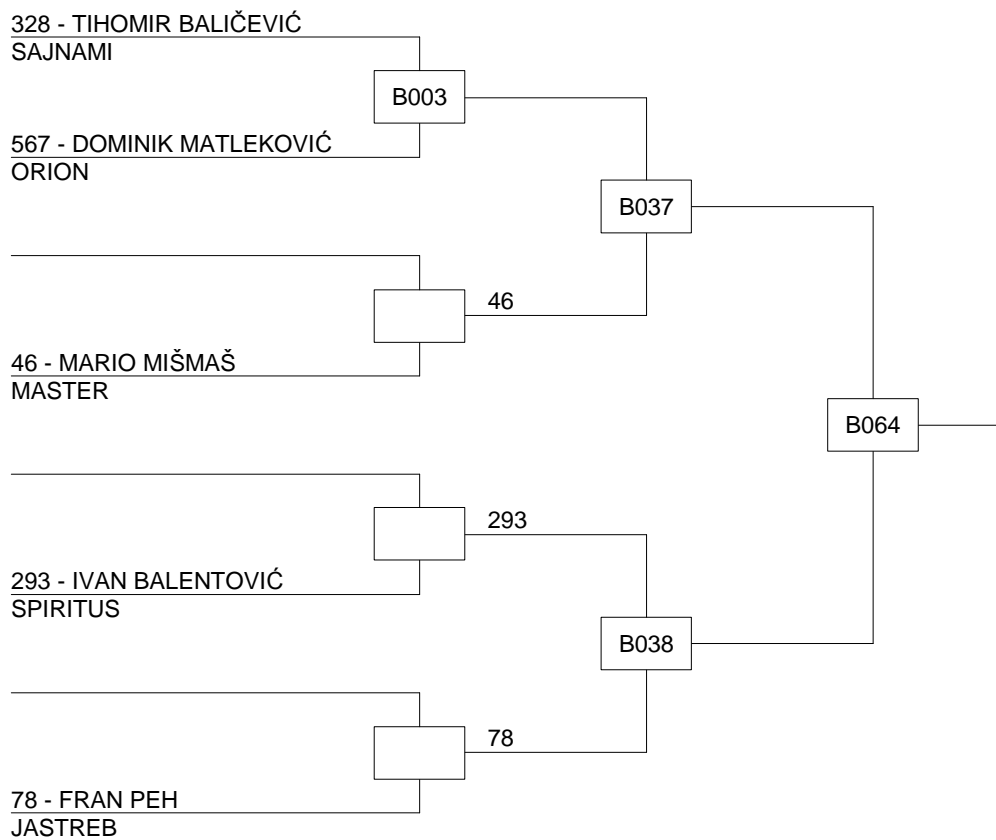 328 - TIHOMIR BALIČEVIĆ
SAJNAMI
B003
567 - DOMINIK MATLEKOVIĆ
ORION
B037
46
46 - MARIO MIŠMAŠ
MASTER
B064
293
293 - IVAN BALENTOVIĆ
SPIRITUS
B038
78
78 - FRAN PEH
JASTREB